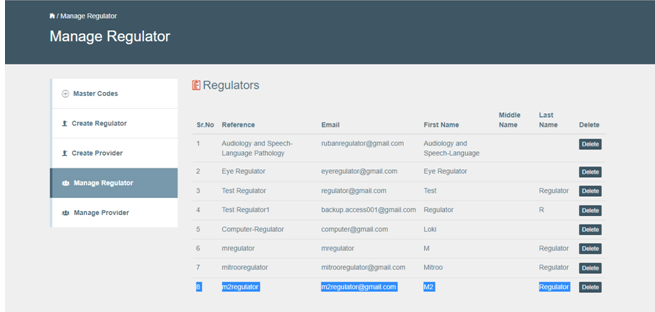 / Manage Regulator
Manage Regulator
Master Codes
Create Regulator
Create Provider
Manage Regulator
Manage Provider
Regulators
Sr.No Reference Email First Name Middle Name Last Name Delete
1 Audiology and Speech-Language Pathology rubanregulator@gmail.com Audiology and Speech-Language Delete
2 Eye Regulator eyeregulator@gmail.com Eye Regulator Delete
3 Test Regulator regulator@gmail.com Test Regulator Delete
4 Test Regulator1 backup.access001@gmail.com Regulator R Delete
5 Computer-Regulator computer@gmail.com Loki Delete
6 mregulator mregulator M Regulator Delete
7 mitrooregulator mitrooregulator@gmail.com Mitroo Regulator Delete
8 m2regulator m2regulator@gmail.com M2 Regulator Delete